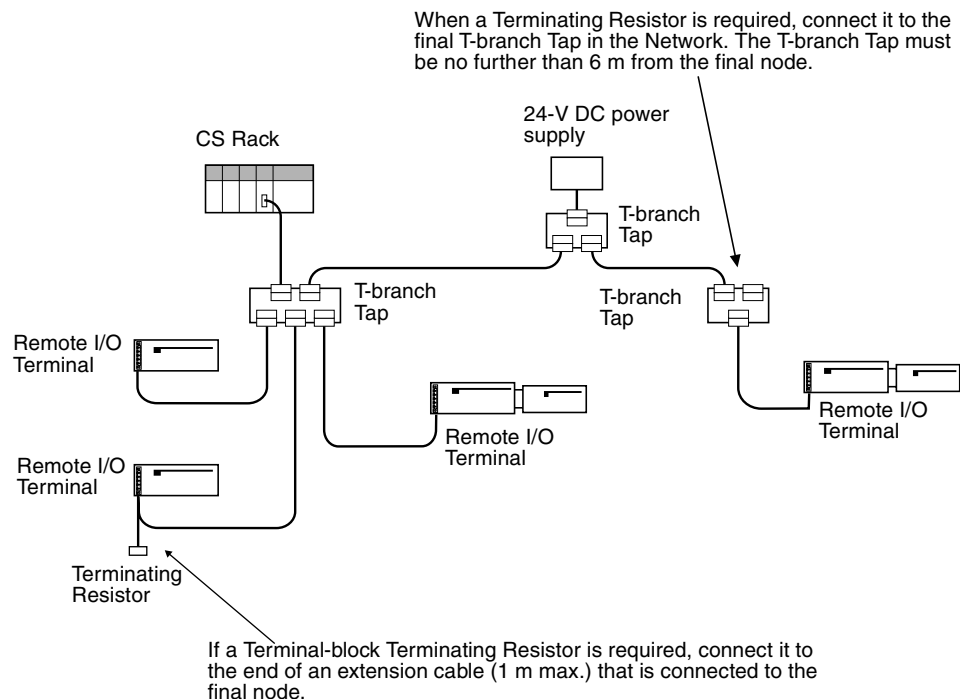 When a Terminating Resistor is required, connect it to the
final T-branch Tap in the Network. The T-branch Tap must
be no further than 6 m from the final node.
24-V DC power
supply
CS Rack
T-branch
Tap
T-branch
Tap
T-branch
Tap
Remote I/O
Terminal
Remote I/O
Terminal
Remote I/O
Terminal
Remote I/O
Terminal
Terminating
Resistor
If a Terminal-block Terminating Resistor is required, connect it to
the end of an extension cable (1 m max.) that is connected to the
final node.